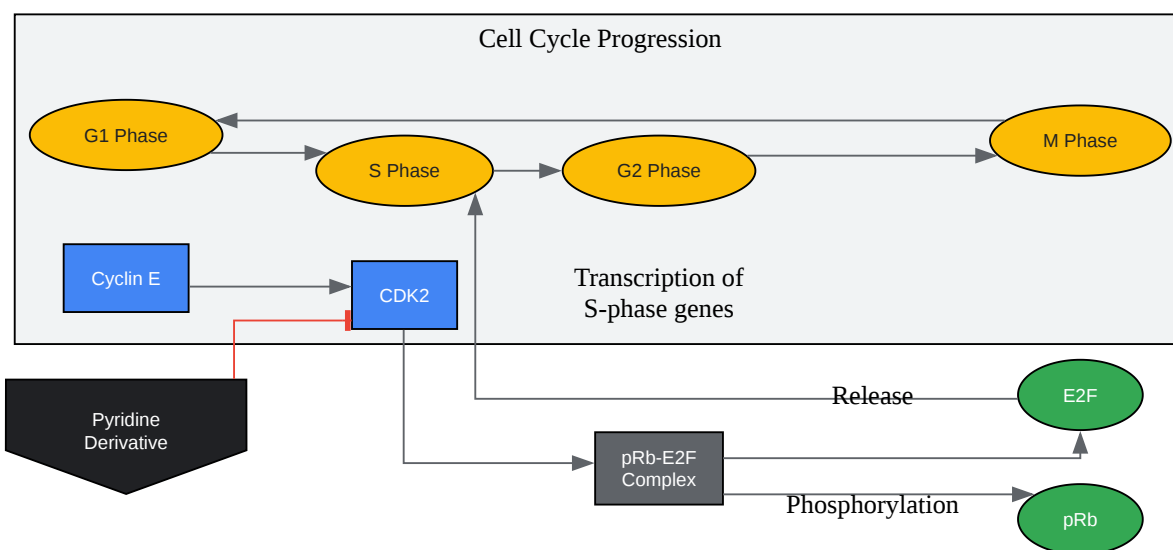 Cell Cycle Progression
G1 Phase
M Phase
S Phase
G2 Phase
Cyclin E
CDK2
Transcription of
S-phase genes
Pyridine
Derivative
Release
E2F
pRb-E2F
Complex
Phosphorylation
pRb